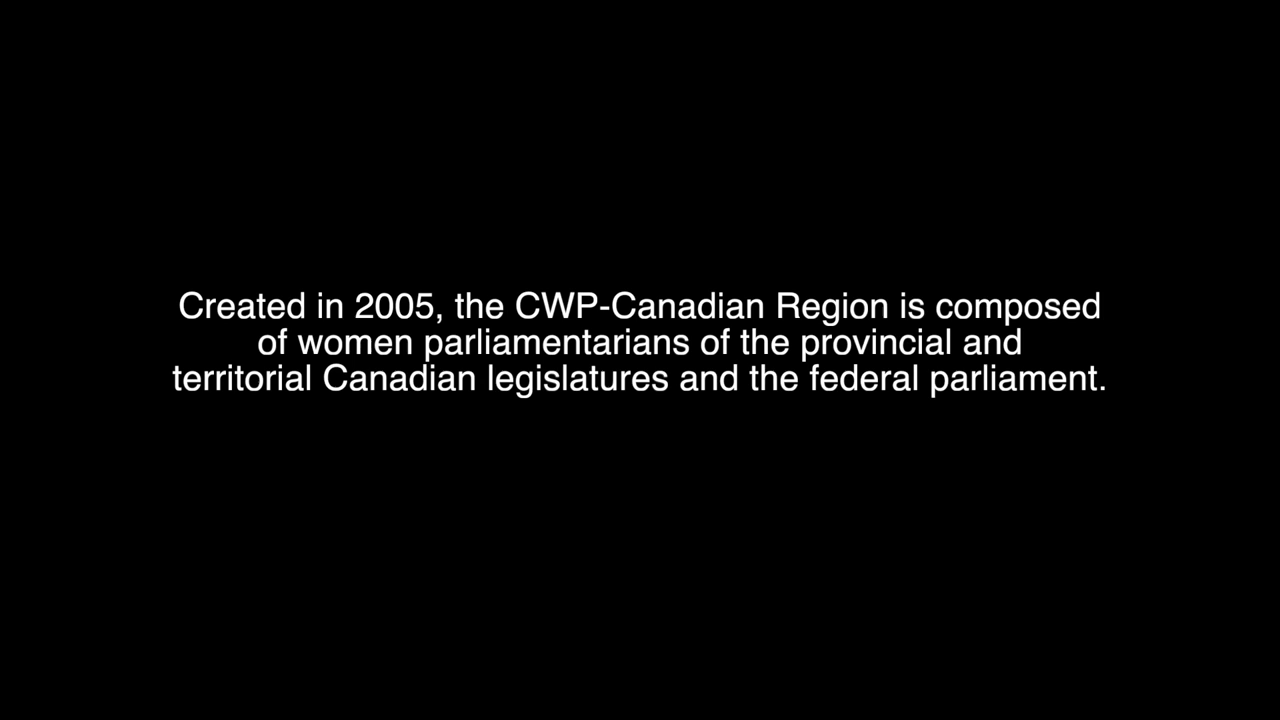 Created in 2005, the CWP-Canadian Region is composed
of women parliamentarians of the provincial and
territorial Canadian legislatures and the federal parliament.